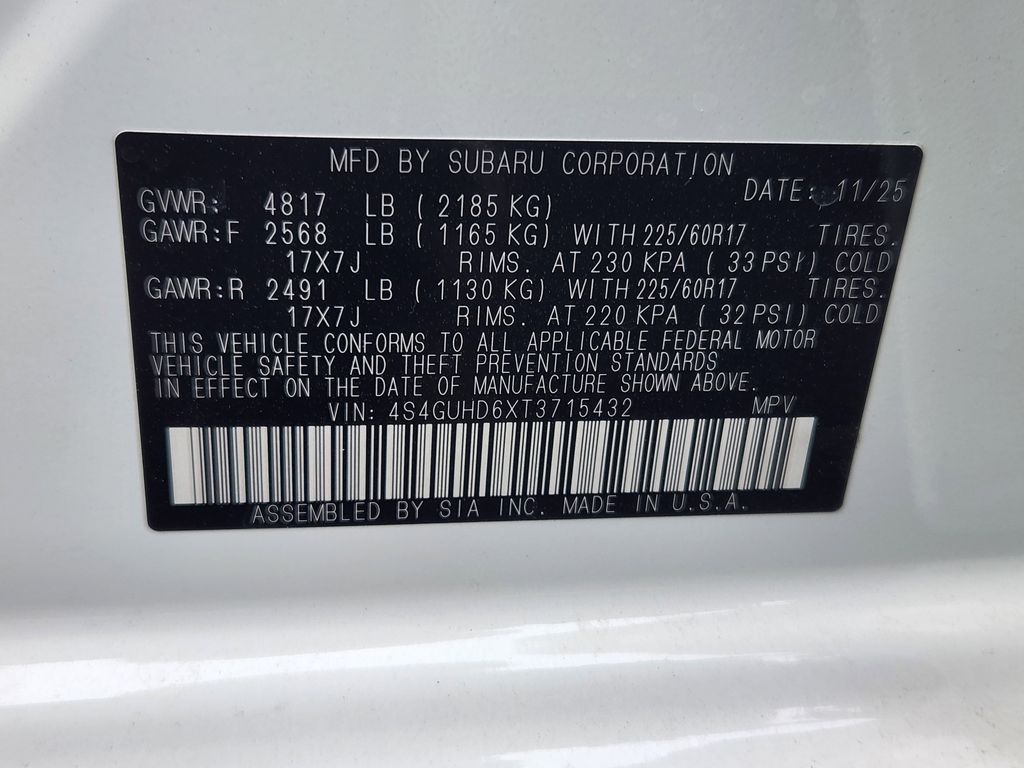 MFD BY SUBARU CORPORATION
DATE: 11/25
GVWR: 4817 LB ( 2185 KG)
GAWR:F 2568 LB ( 1165 KG) WITH 225/60R17 TIRES.
17X7J RIMS. AT 230 KPA ( 33 PSI) COLD
GAWR:R 2491 LB ( 1130 KG) WITH 225/60R17 TIRES.
17X7J RIMS. AT 220 KPA ( 32 PSI) COLD
THIS VEHICLE CONFORMS TO ALL APPLICABLE FEDERAL MOTOR
VEHICLE SAFETY AND THEFT PREVENTION STANDARDS
IN EFFECT ON THE DATE OF MANUFACTURE SHOWN ABOVE.
VIN: 4S4GUHD6XT3715432 MPV
ASSEMBLED BY SIA INC. MADE IN U.S.A.